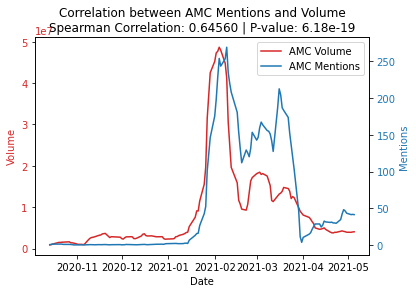 Correlation between AMC Mentions and Volume
Spearman Correlation: 0.64560 | P-value: 6.18e-19
1e7
AMC Volume
AMC Mentions
5
4
3
2
1
0
Volume
250
200
150
100
50
0
Mentions
2020-11 2020-12 2021-01 2021-02 2021-03 2021-04 2021-05
Date